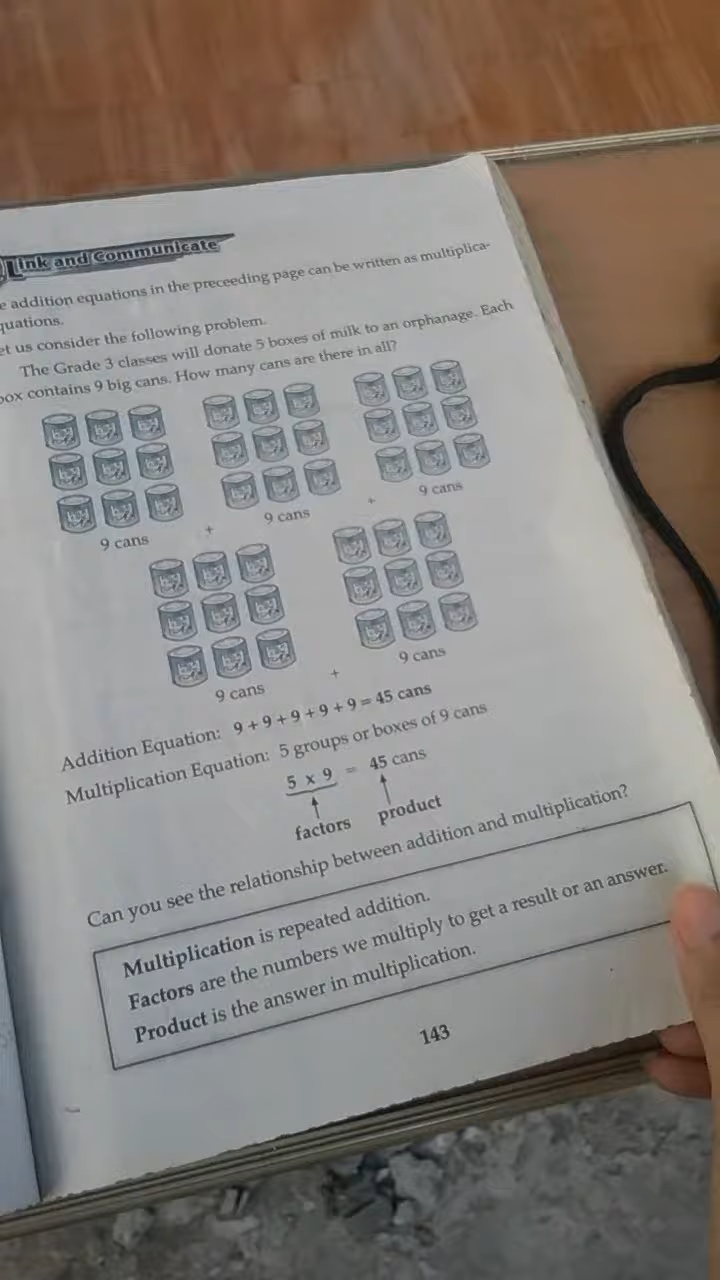 Link and Communicate
e addition equations in the preceeding page can be written as multiplica-
quations.
et us consider the following problem.
The Grade 3 classes will donate 5 boxes of milk to an orphanage. Each
box contains 9 big cans. How many cans are there in all?
9 cans + 9 cans + 9 cans
9 cans + 9 cans
Addition Equation: 9 + 9 + 9 + 9 + 9 = 45 cans
Multiplication Equation: 5 groups or boxes of 9 cans
5 x 9 = 45 cans
factors product
Can you see the relationship between addition and multiplication?
Multiplication is repeated addition.
Factors are the numbers we multiply to get a result or an answer.
Product is the answer in multiplication.
143